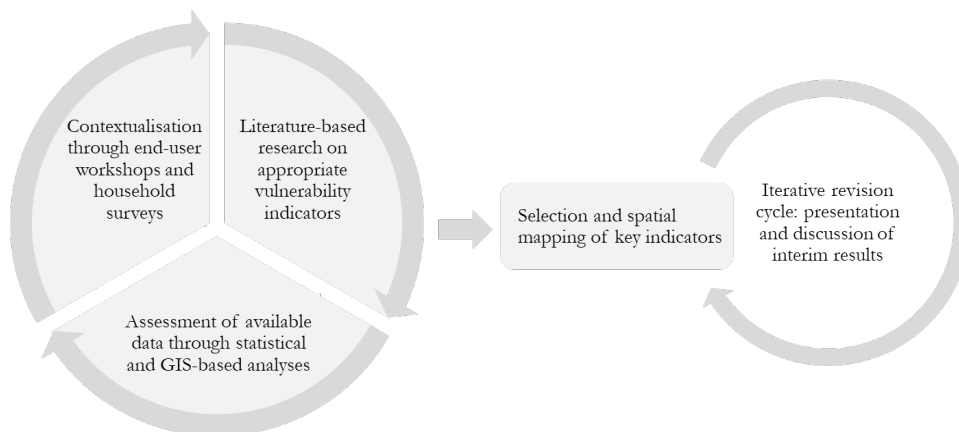 Contextualisation
through end-user
workshops and
household
surveys
Literature-based
research on
appropriate
vulnerability
indicators
Assessment of available
data through statistical
and GIS-based analyses
Selection and spatial
mapping of key indicators
Iterative revision
cycle: presentation
and discussion of
interim results